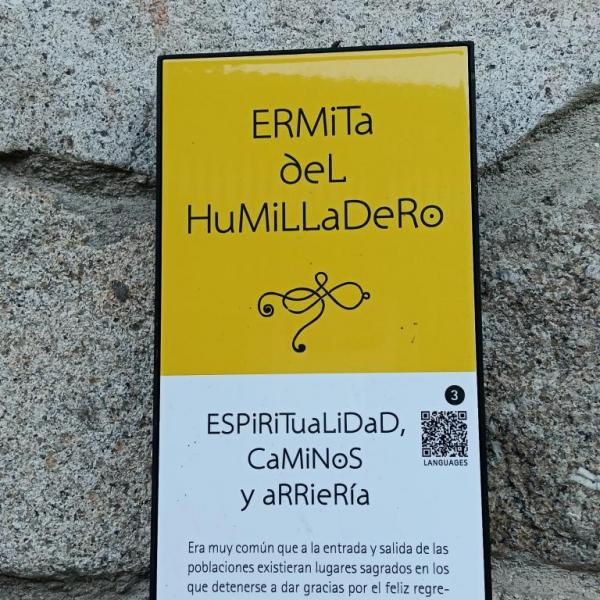 ERMiTa
deL
HuMiLLaDeRo
3
ESPiRiTuaLiDaD,
CaMiNoS
y aRRieRía
LANGUAGES
Era muy común que a la entrada y salida de las
poblaciones existieran lugares sagrados en los
que detenerse a dar gracias por el feliz regre-